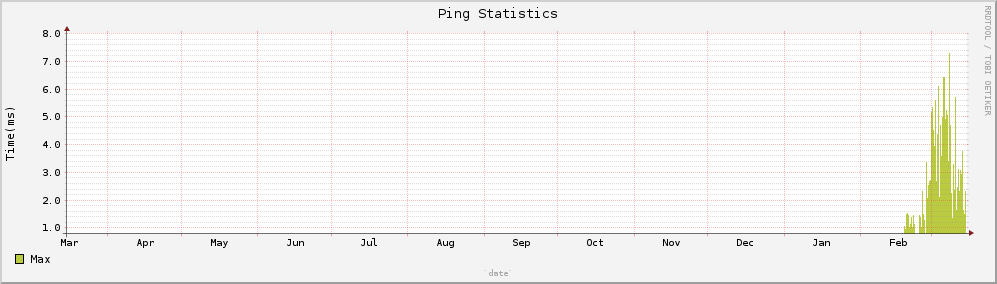 Ping Statistics
RRDTOOL / TOBI OETIKER
Time(ms)
8.0
7.0
6.0
5.0
4.0
3.0
2.0
1.0
Mar Apr May Jun Jul Aug Sep Oct Nov Dec Jan Feb
Max
`date`